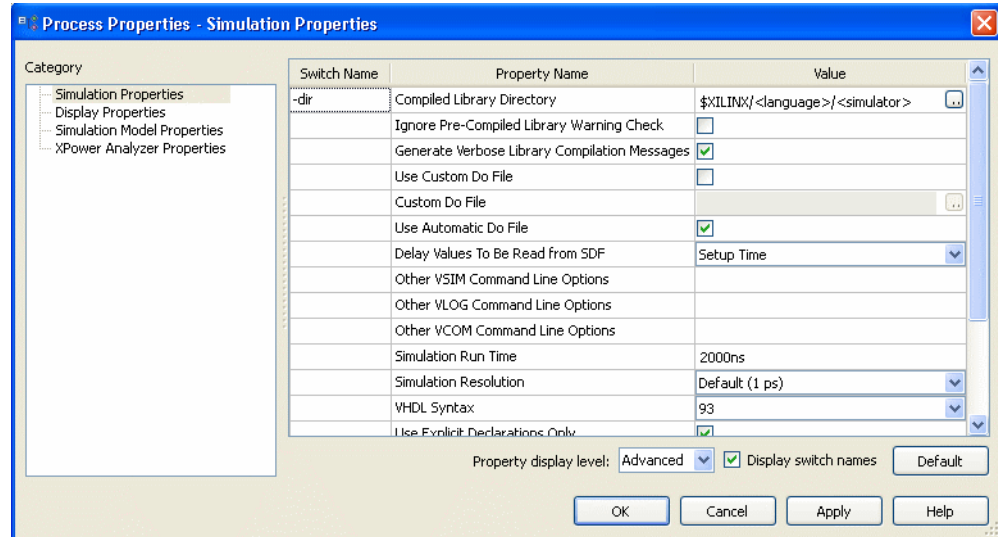 Process Properties - Simulation Properties
Category
Simulation Properties
Display Properties
Simulation Model Properties
XPower Analyzer Properties
Switch Name Property Name Value
-dir Compiled Library Directory $XILINX/<language>/<simulator> ..
Ignore Pre-Compiled Library Warning Check
Generate Verbose Library Compilation Messages
Use Custom Do File
Custom Do File ..
Use Automatic Do File
Delay Values To Be Read from SDF Setup Time
Other VSIM Command Line Options
Other VLOG Command Line Options
Other VCOM Command Line Options
Simulation Run Time 2000ns
Simulation Resolution Default (1 ps)
VHDL Syntax 93
Use Explicit Declarations Only
Property display level: Advanced Display switch names Default
OK Cancel Apply Help